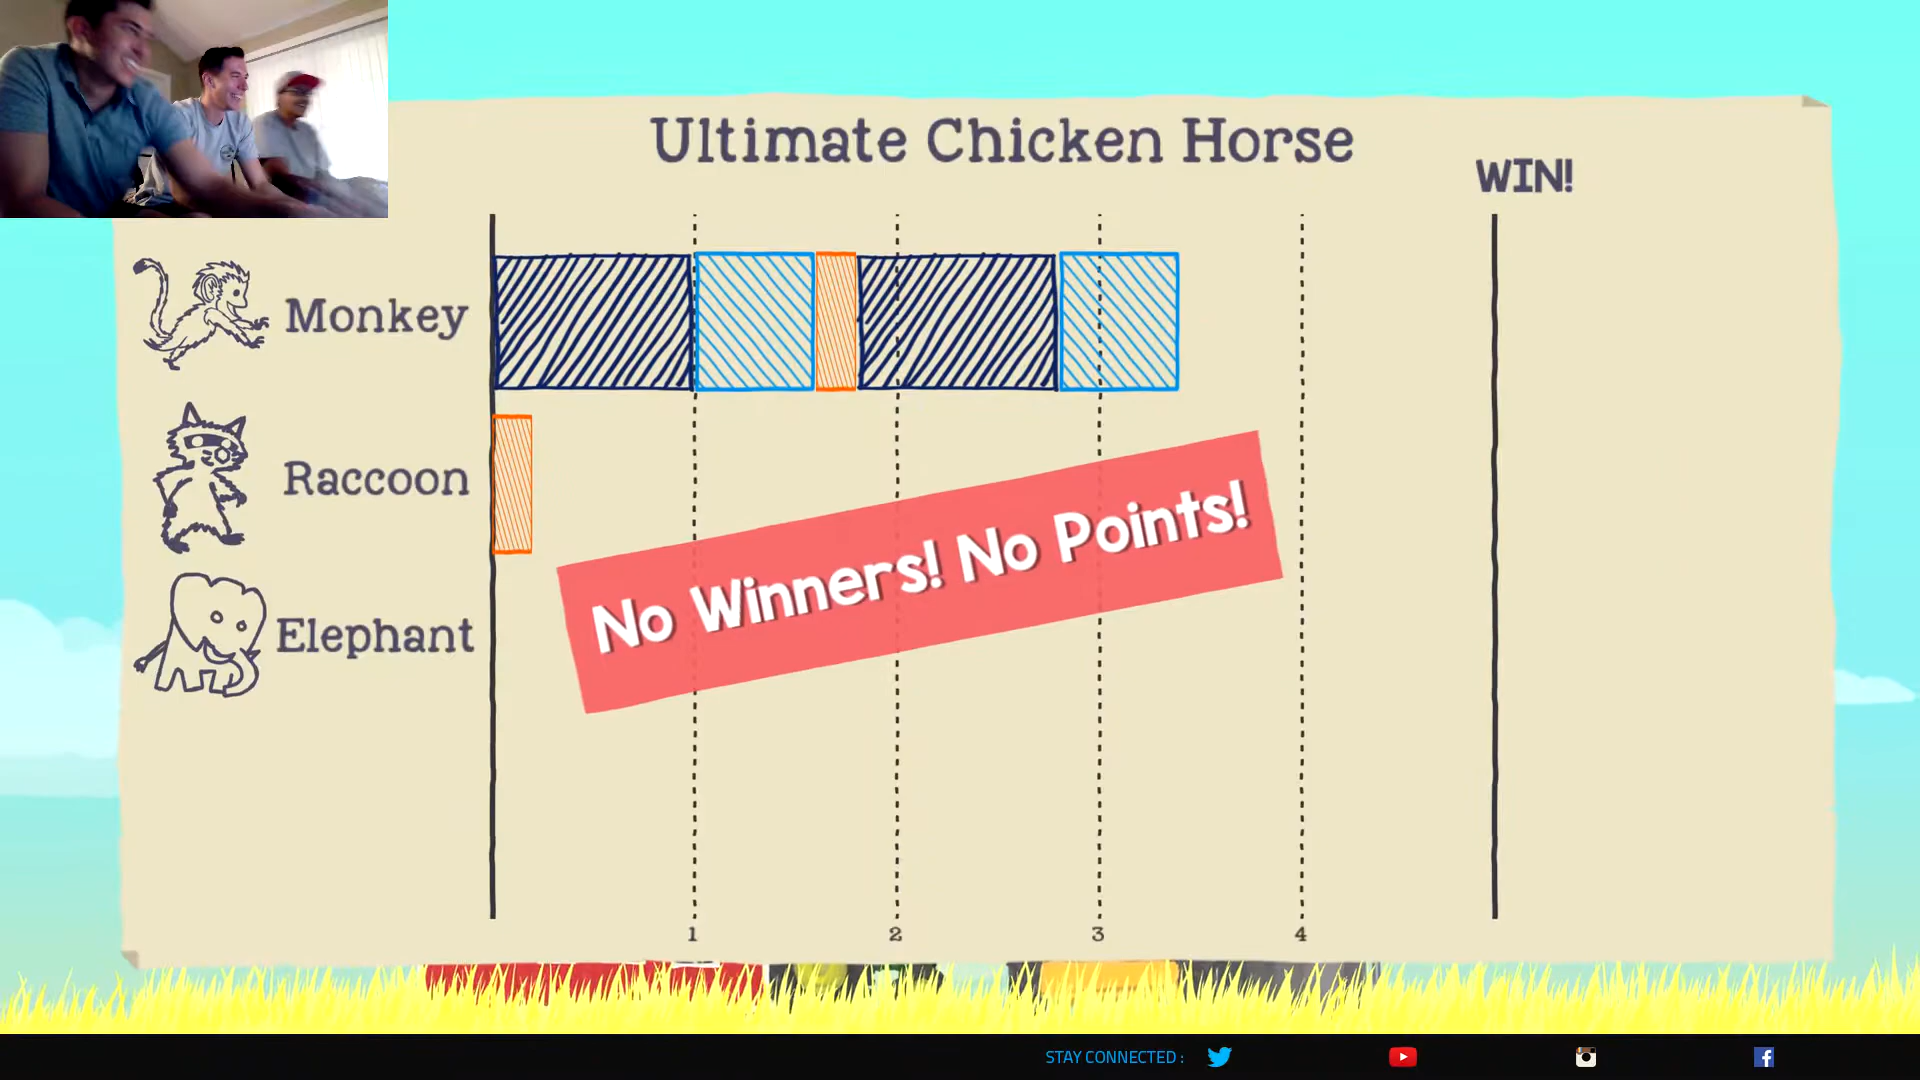 Ultimate Chicken Horse
WIN!
Monkey
Raccoon
No Winners! No Points!
Elephant
1 2 3 4
STAY CONNECTED :